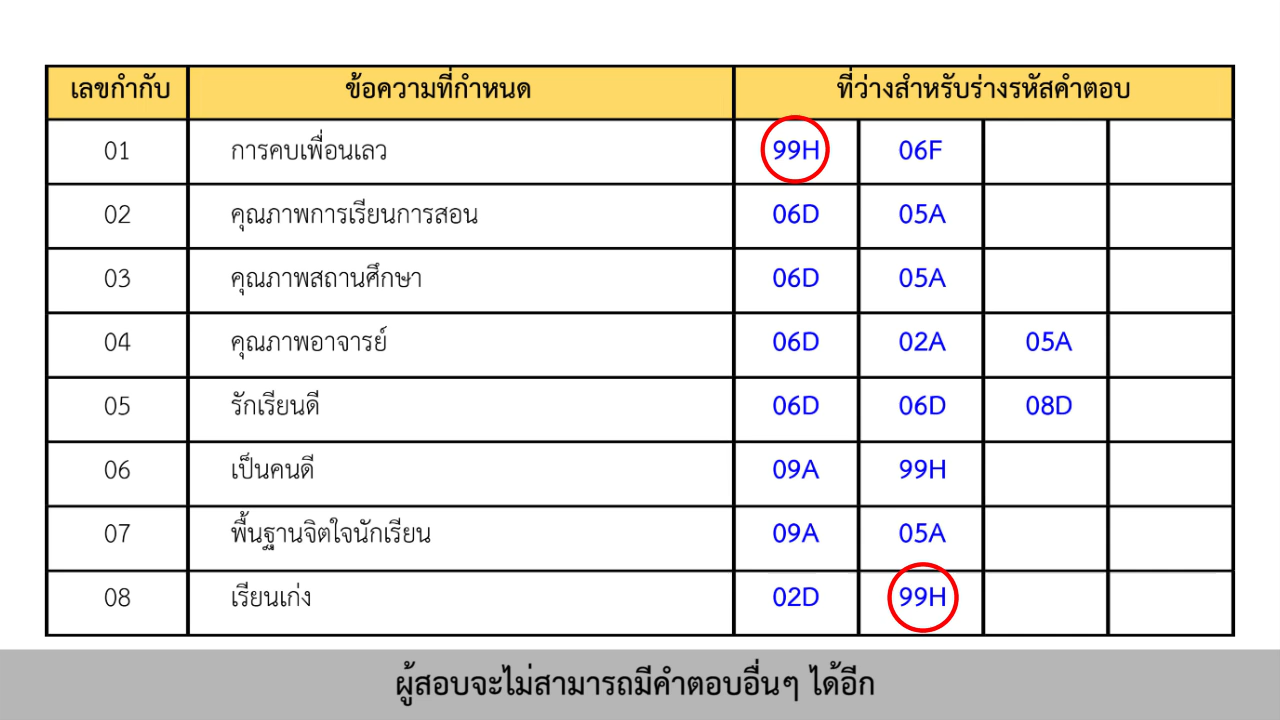 เลขกำกับ ข้อความที่กำหนด ที่ว่างสำหรับร่างรหัสคำตอบ
01 การคบเพื่อนเลว 99H 06F
02 คุณภาพการเรียนการสอน 06D 05A
03 คุณภาพสถานศึกษา 06D 05A
04 คุณภาพอาจารย์ 06D 02A 05A
05 รักเรียนดี 06D 06D 08D
06 เป็นคนดี 09A 99H
07 พื้นฐานจิตใจนักเรียน 09A 05A
08 เรียนเก่ง 02D 99H
ผู้สอบจะไม่สามารถมีคำตอบอื่นๆ ได้อีก